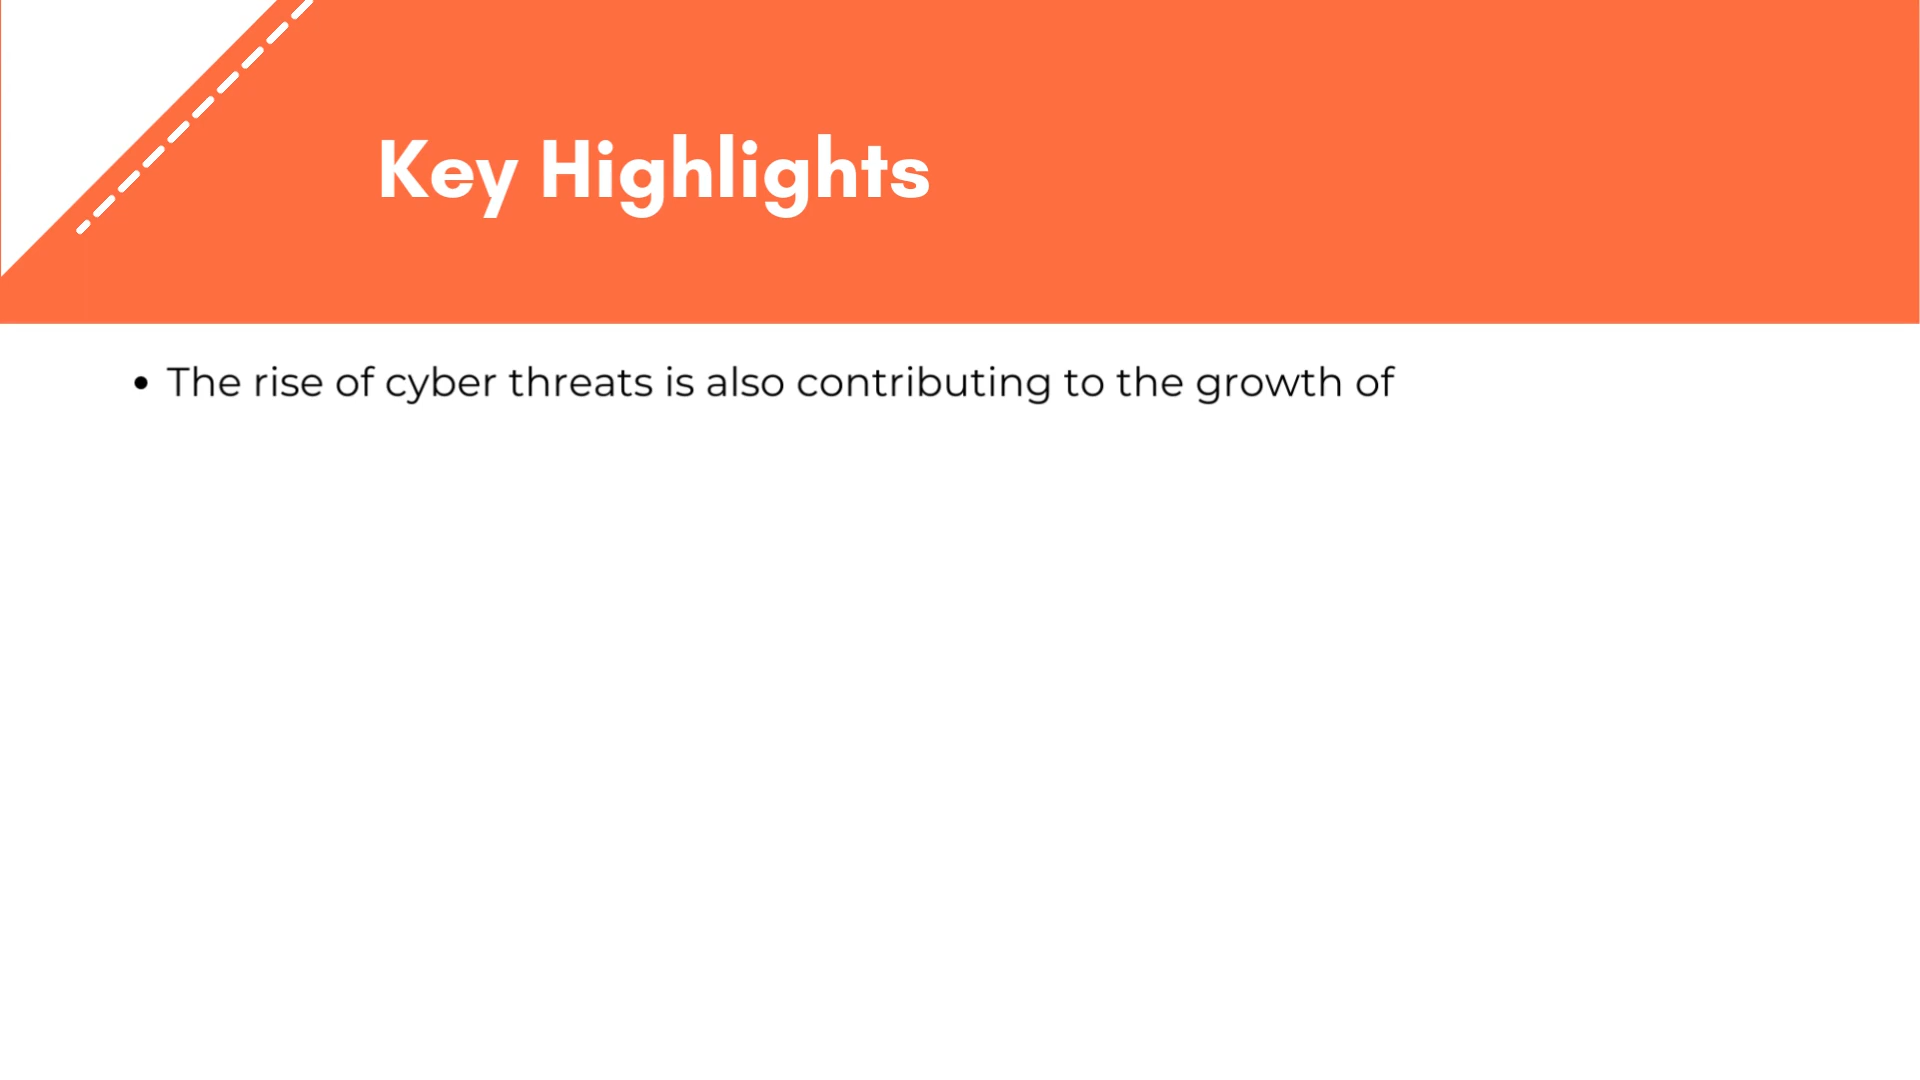 Key Highlights
• The rise of cyber threats is also contributing to the growth of